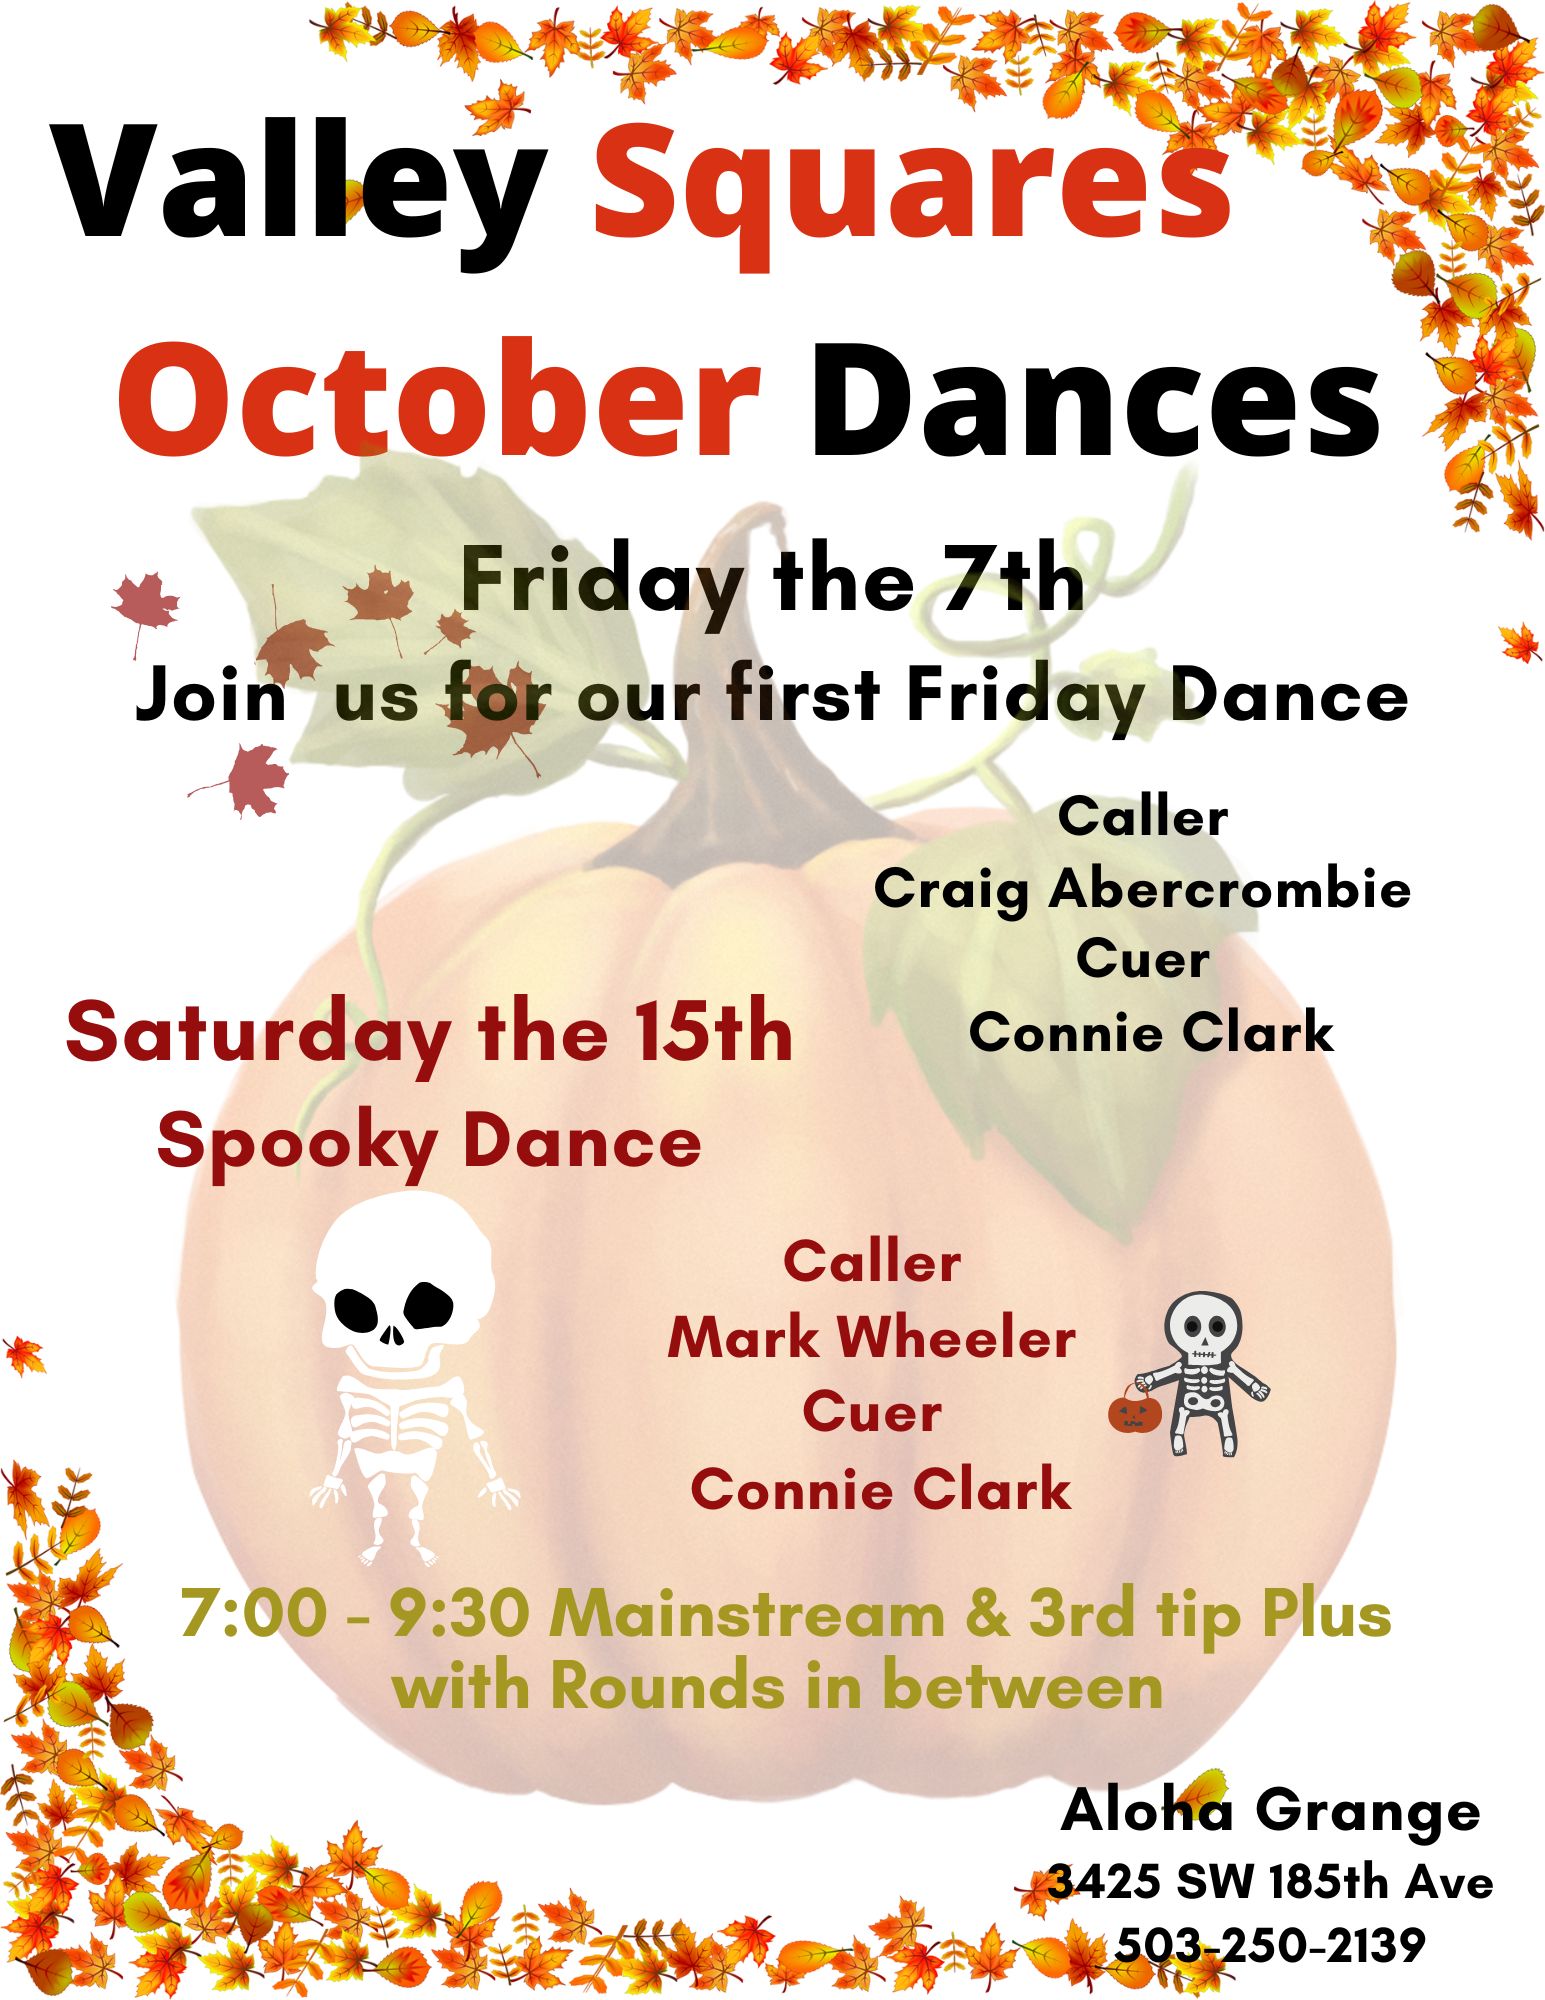 Valley Squares
October Dances
Friday the 7th
Join us for our first Friday Dance
Caller
Craig Abercrombie
Cuer
Connie Clark
Saturday the 15th
Spooky Dance
Caller
Mark Wheeler
Cuer
Connie Clark
7:00 - 9:30 Mainstream & 3rd tip Plus
with Rounds in between
Aloha Grange
3425 SW 185th Ave
503-250-2139